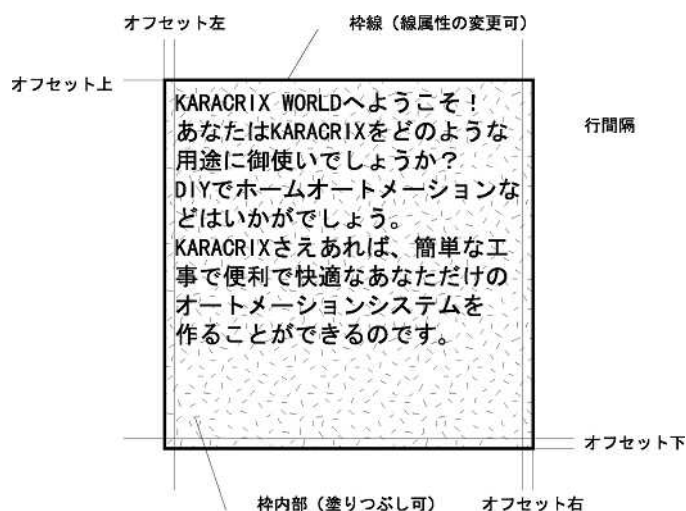 オフセット左
枠線（線属性の変更可）
オフセット上
KARACRIX WORLDへようこそ！
あなたはKARACRIXをどのような
用途に御使いでしょうか？
DIYでホームオートメーションな
どはいかがでしょう。
KARACRIXさえあれば、簡単な工
事で便利で快適なあなただけの
オートメーションシステムを
作ることができるのです。
行間隔
オフセット下
枠内部（塗りつぶし可）
オフセット右